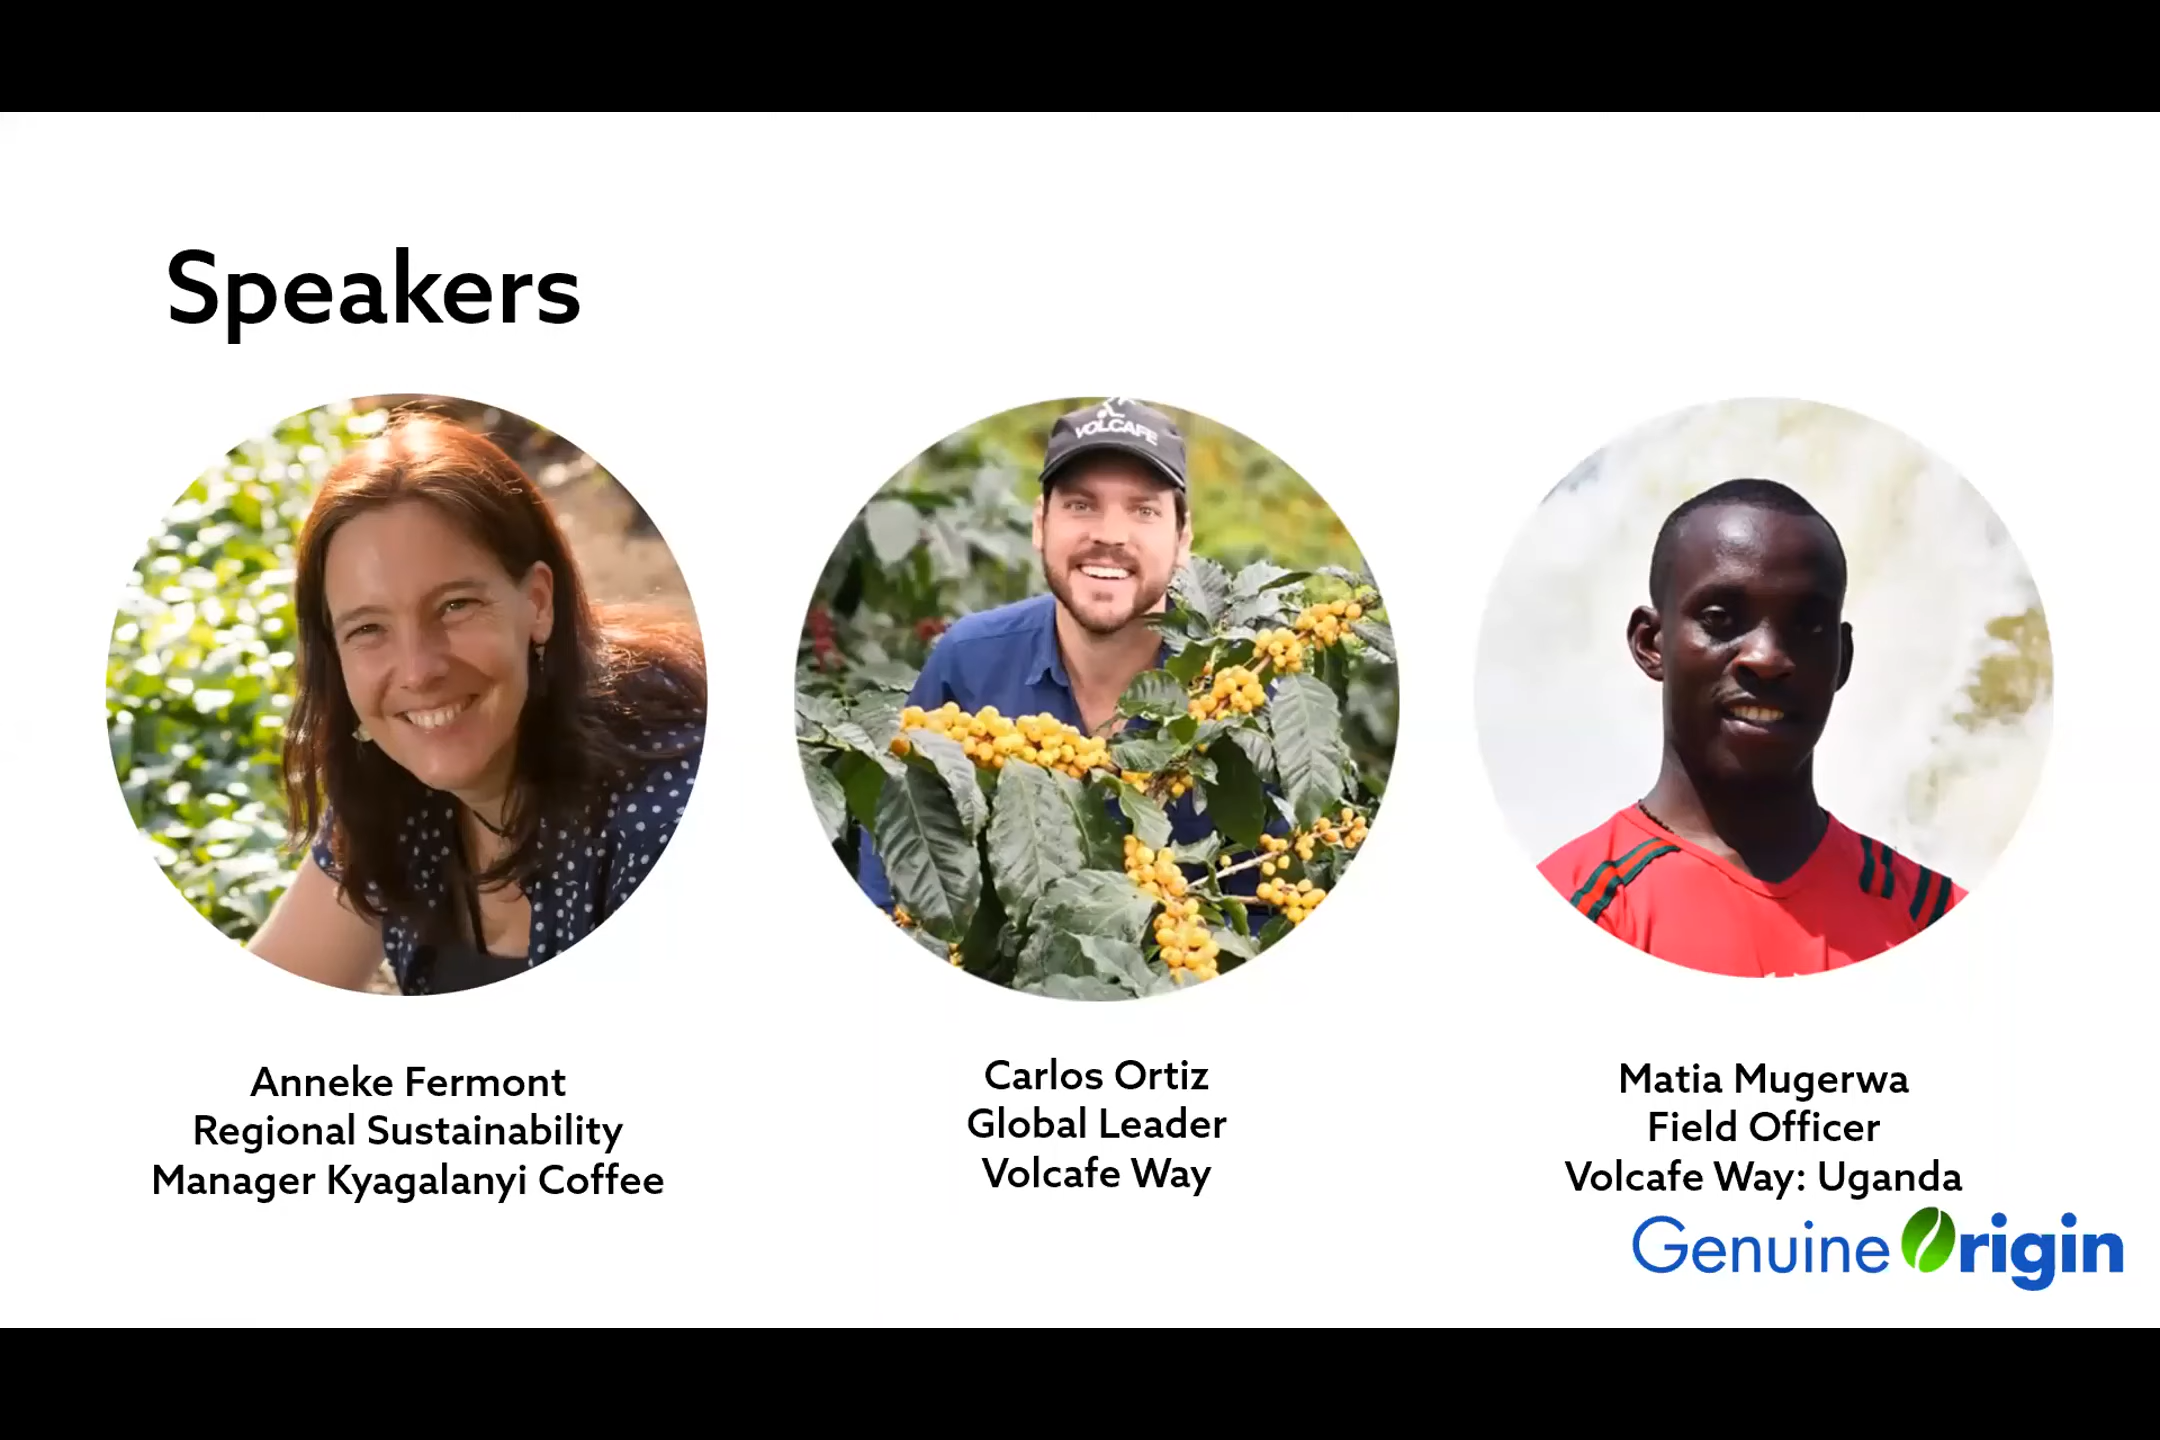 Speakers
VOLCAFE
Anneke Fermont
Regional Sustainability
Manager Kyagalanyi Coffee
Carlos Ortiz
Global Leader
Volcafe Way
Matia Mugerwa
Field Officer
Volcafe Way: Uganda
Genuine Origin